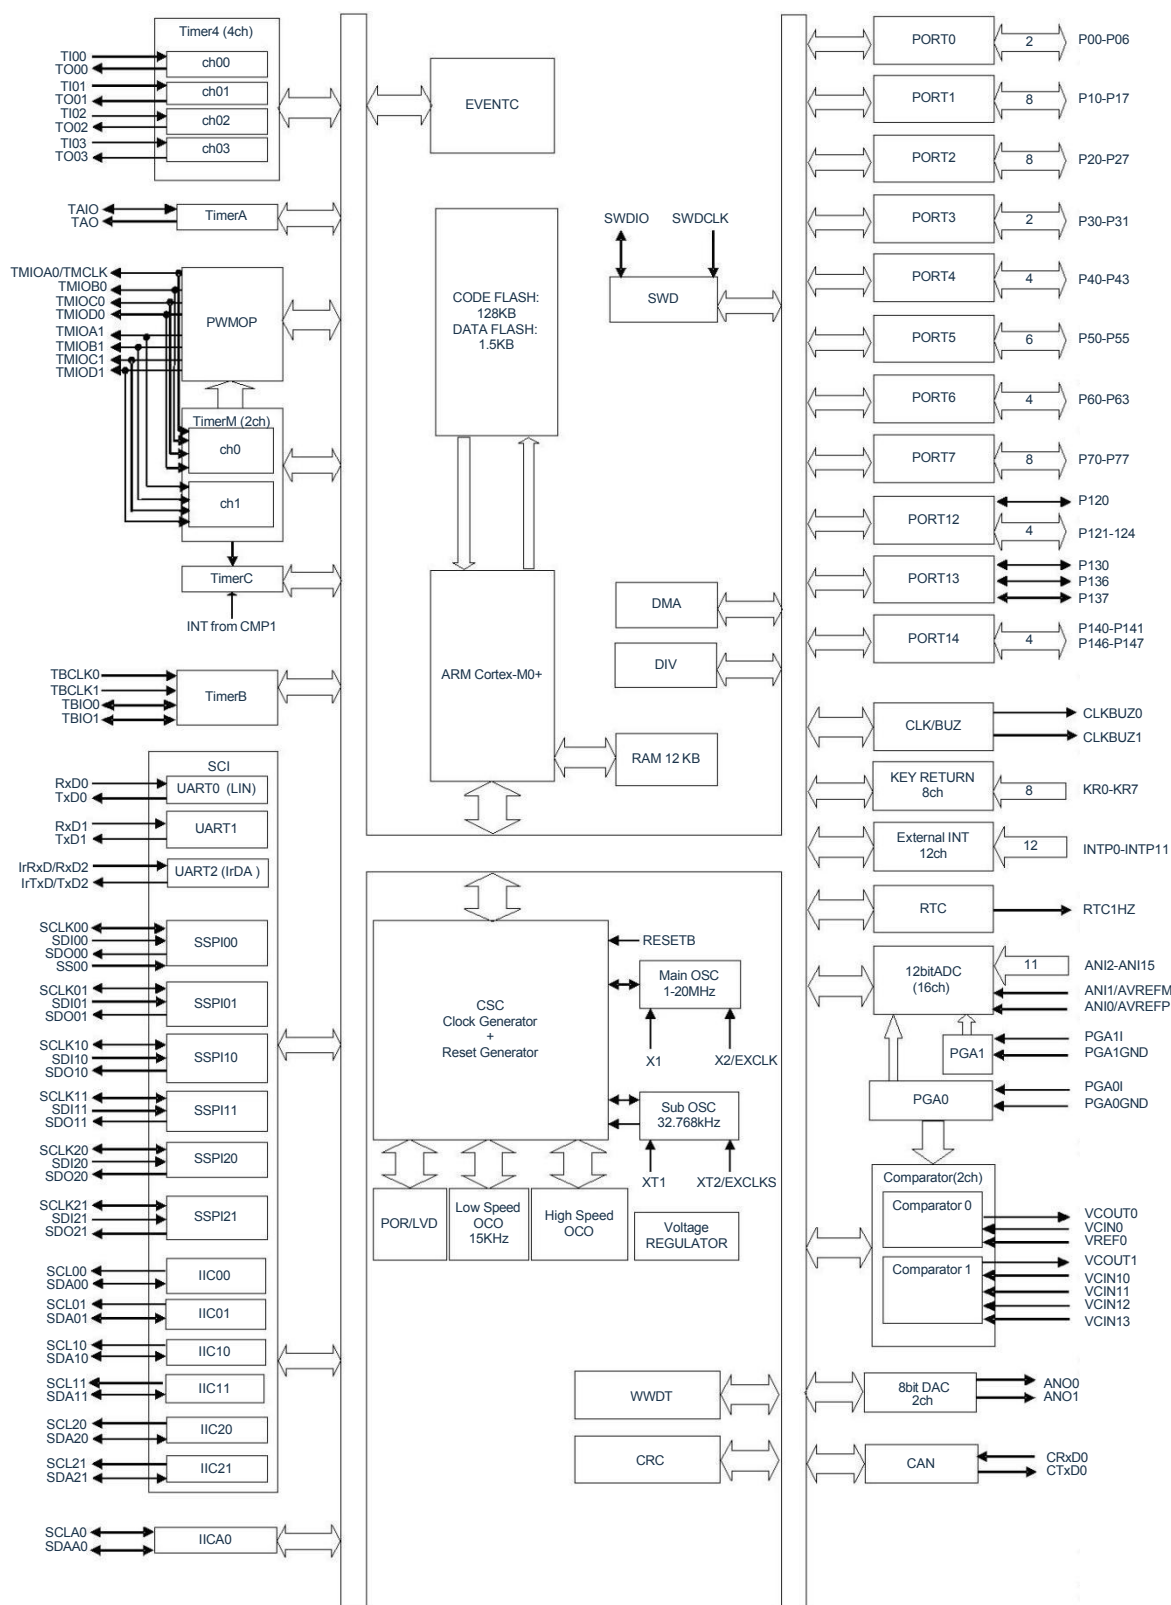 Timer4 (4ch)
TI00
TO00
ch00
TI01
TO01
ch01
TI02
TO02
ch02
TI03
TO03
ch03
TAIO
TAO
TimerA
TMIOA0/TMCLK
TMIOB0
TMIOC0
TMIOD0
TMIOA1
TMIOB1
TMIOC1
TMIOD1
PWMOP
TimerM (2ch)
ch0
ch1
TimerC
INT from CMP1
TBCLK0
TBCLK1
TBIO0
TBIO1
TimerB
SCI
RxD0
TxD0
UART0 (LIN)
RxD1
TxD1
UART1
IrRxD/RxD2
IrTxD/TxD2
UART2 (IrDA )
SCLK00
SDI00
SDO00
SS00
SSPI00
SCLK01
SDI01
SDO01
SSPI01
SCLK10
SDI10
SDO10
SSPI10
SCLK11
SDI11
SDO11
SSPI11
SCLK20
SDI20
SDO20
SSPI20
SCLK21
SDI21
SDO21
SSPI21
SCL00
SDA00
IIC00
SCL01
SDA01
IIC01
SCL10
SDA10
IIC10
SCL11
SDA11
IIC11
SCL20
SDA20
IIC20
SCL21
SDA21
IIC21
SCLA0
SDAA0
IICA0
EVENTC
CODE FLASH:
128KB
DATA FLASH:
1.5KB
SWDIO
SWDCLK
SWD
ARM Cortex-M0+
DMA
DIV
RAM 12 KB
CSC
Clock Generator
+
Reset Generator
RESETB
Main OSC
1-20MHz
X1
X2/EXCLK
Sub OSC
32.768kHz
XT1
XT2/EXCLKS
POR/LVD
Low Speed
OCO
15KHz
High Speed
OCO
Voltage
REGULATOR
WWDT
CRC
PORT0
2
P00-P06
PORT1
8
P10-P17
PORT2
8
P20-P27
PORT3
2
P30-P31
PORT4
4
P40-P43
PORT5
6
P50-P55
PORT6
4
P60-P63
PORT7
8
P70-P77
PORT12
P120
4
P121-124
PORT13
P130
P136
P137
PORT14
4
P140-P141
P146-P147
CLK/BUZ
CLKBUZ0
CLKBUZ1
KEY RETURN
8ch
8
KR0-KR7
External INT
12ch
12
INTP0-INTP11
RTC
RTC1HZ
12bitADC
(16ch)
11
ANI2-ANI15
ANI1/AVREFM
ANI0/AVREFP
PGA1
PGA1I
PGA1GND
PGA0
PGA0I
PGA0GND
Comparator(2ch)
Comparator 0
VCOUT0
VCIN0
VREF0
Comparator 1
VCOUT1
VCIN10
VCIN11
VCIN12
VCIN13
8bit DAC
2ch
ANO0
ANO1
CAN
CRxD0
CTxD0